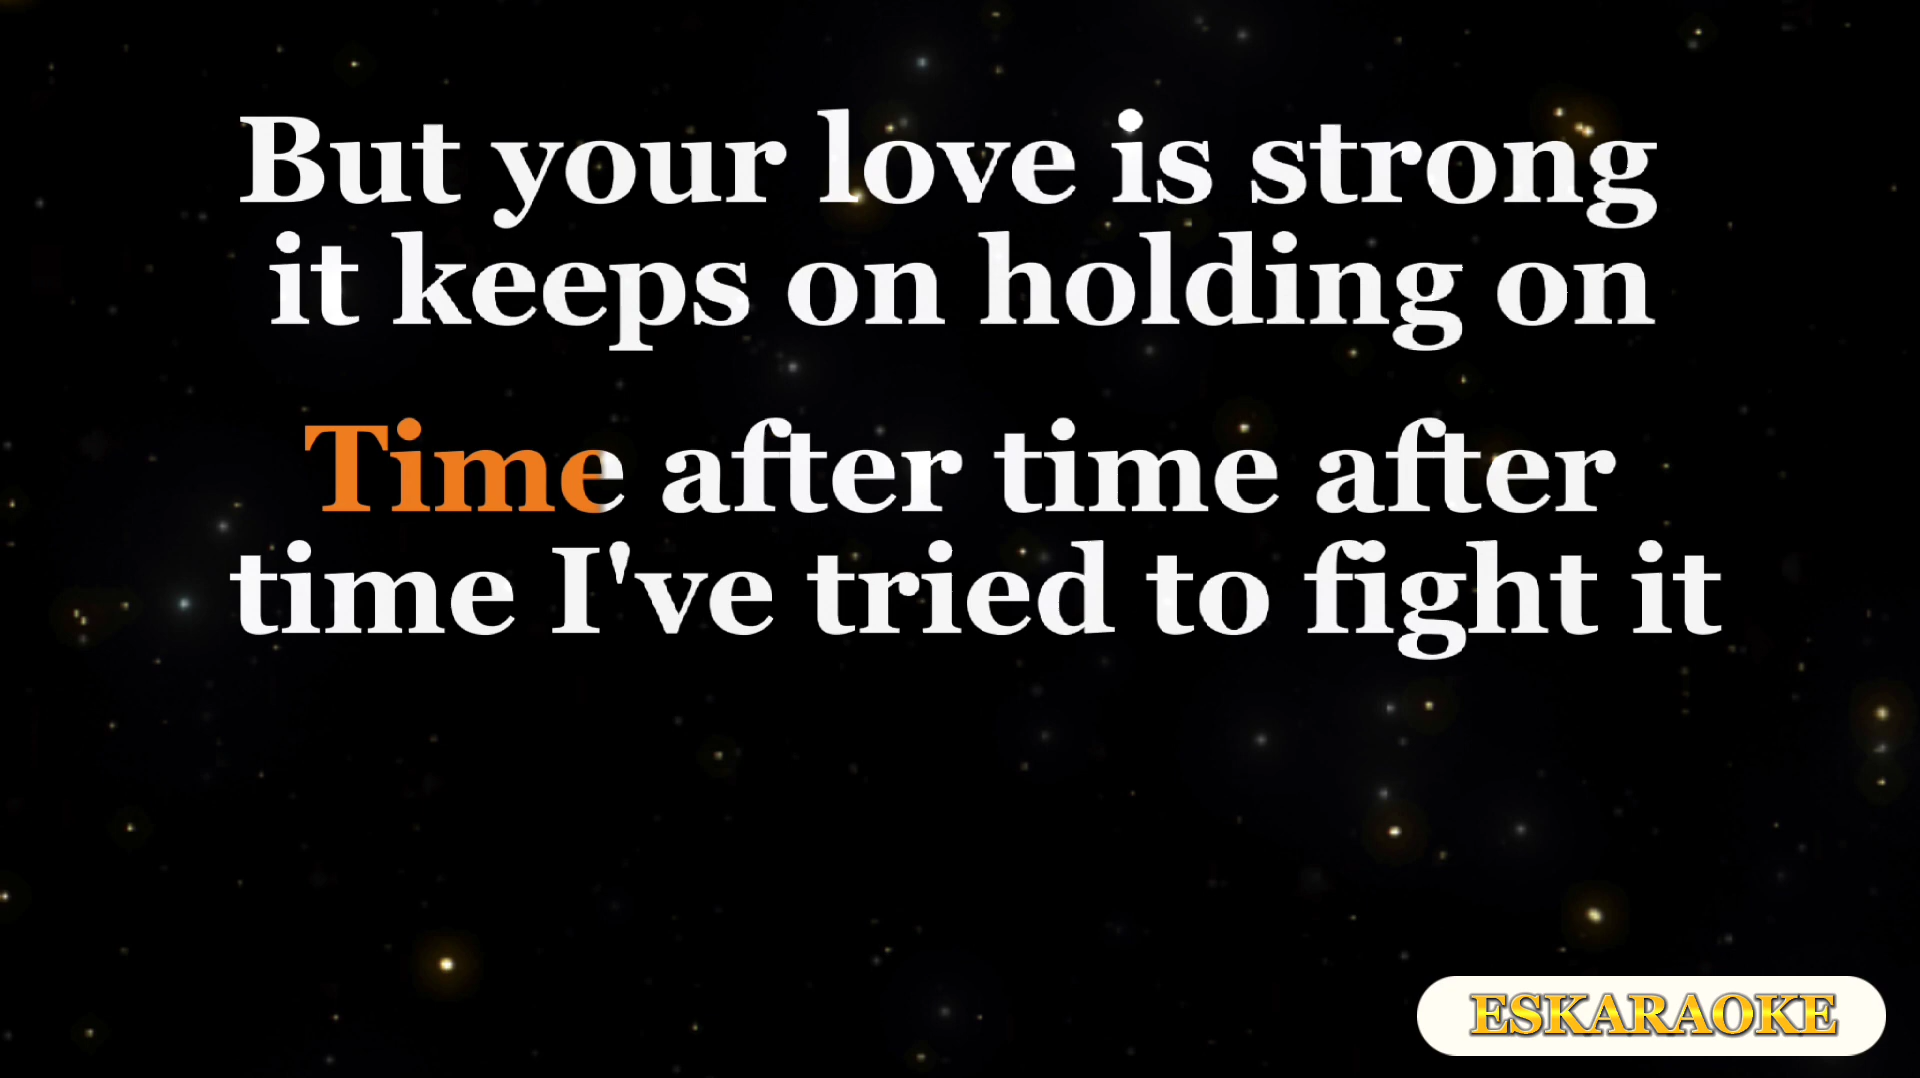 But your love is strong
it keeps on holding on
Time after time after
time I've tried to fight it
ESKARAOKE